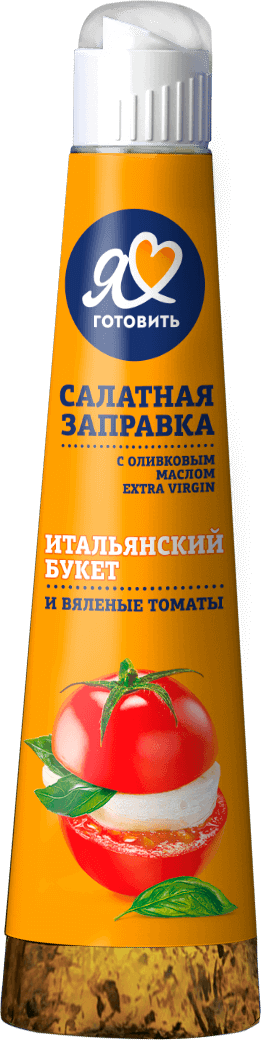 я
ГОТОВИТЬ
САЛАТНАЯ
ЗАПРАВКА
С ОЛИВКОВЫМ
МАСЛОМ
EXTRA VIRGIN
ИТАЛЬЯНСКИЙ
БУКЕТ
И ВЯЛЕНЫЕ ТОМАТЫ